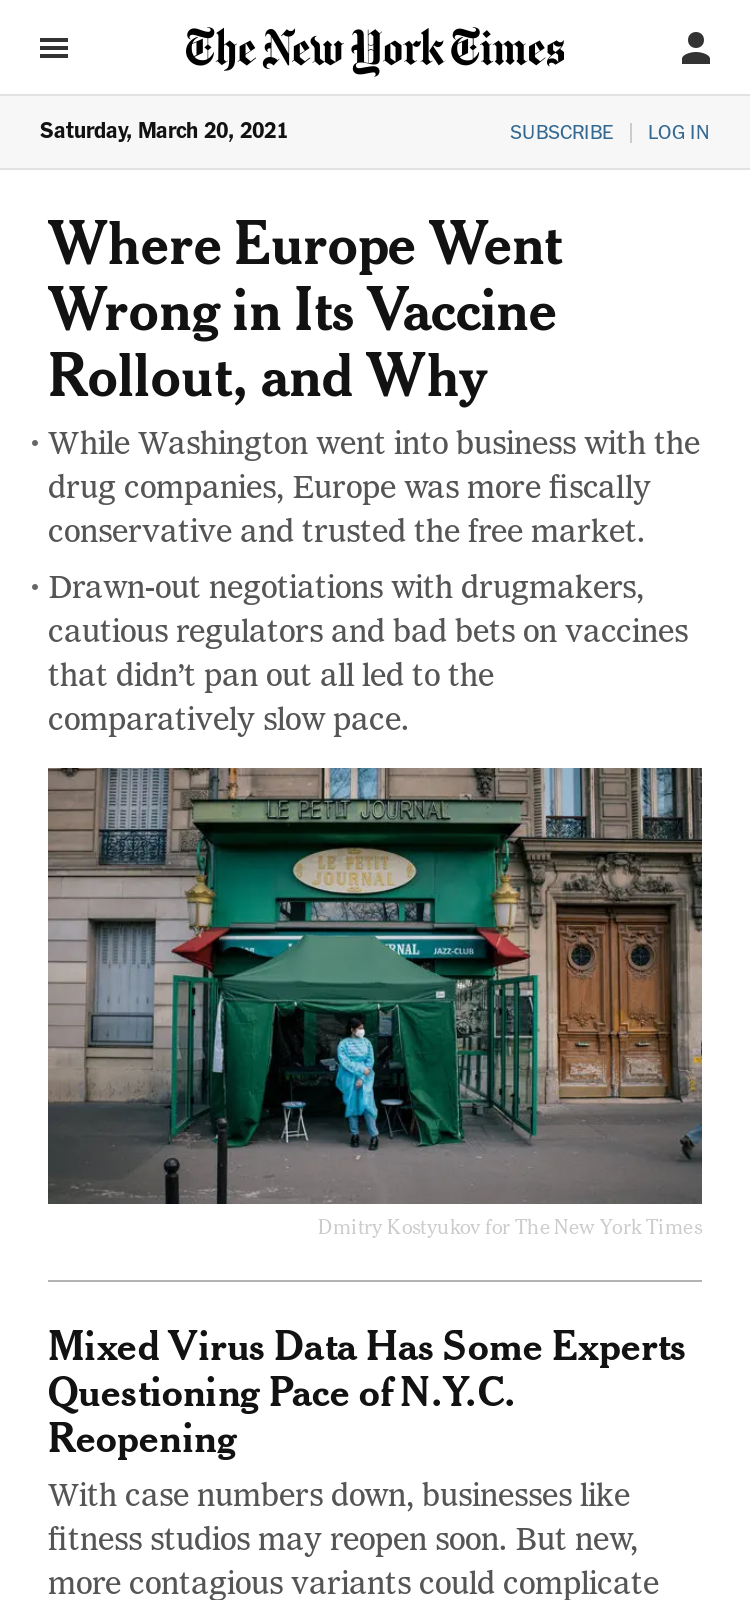 The New York Times
Saturday, March 20, 2021
SUBSCRIBE | LOG IN
Where Europe Went
Wrong in Its Vaccine
Rollout, and Why
• While Washington went into business with the
drug companies, Europe was more fiscally
conservative and trusted the free market.
• Drawn-out negotiations with drugmakers,
cautious regulators and bad bets on vaccines
that didn’t pan out all led to the
comparatively slow pace.
LE PETIT JOURNAL
LE PETIT
JOURNAL
JAZZ-CLUB
Dmitry Kostyukov for The New York Times
Mixed Virus Data Has Some Experts
Questioning Pace of N.Y.C.
Reopening
With case numbers down, businesses like
fitness studios may reopen soon. But new,
more contagious variants could complicate